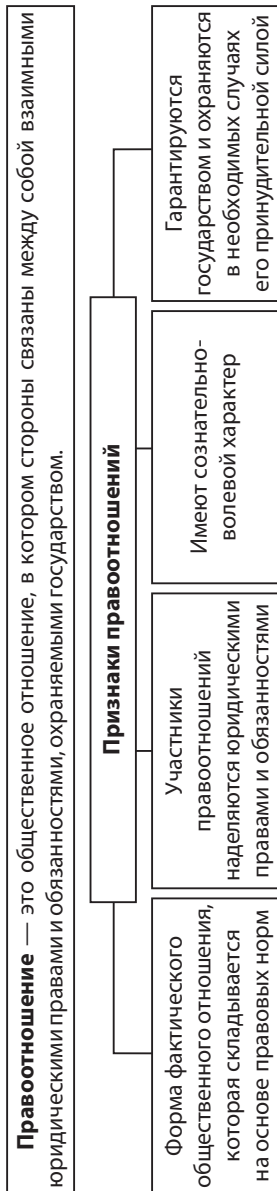 Правоотношение — это общественное отношение, в котором стороны связаны между собой взаимными
юридическими правами и обязанностями, охраняемыми государством.
Признаки правоотношений
Форма фактического
общественного отношения,
которая складывается
на основе правовых норм
Участники
правоотношений
наделяются юридическими
правами и обязанностями
Имеют сознательно-
волевой характер
Гарантируются
государством и охраняются
в необходимых случаях
его принудительной силой